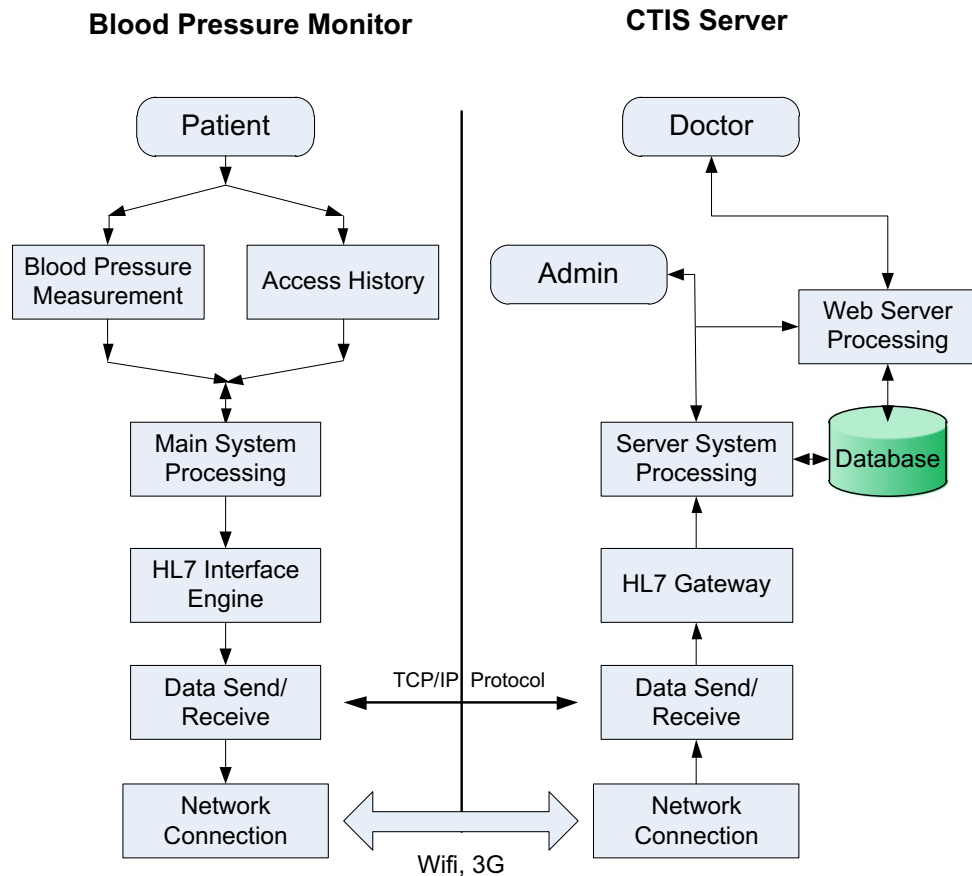 Blood Pressure Monitor
CTIS Server
Patient
Doctor
Blood Pressure
Measurement
Access History
Admin
Web Server
Processing
Main System
Processing
Server System
Processing
Database
HL7 Interface
Engine
HL7 Gateway
Data Send/
Receive
TCP/IP Protocol
Data Send/
Receive
Network
Connection
Network
Connection
Wifi, 3G